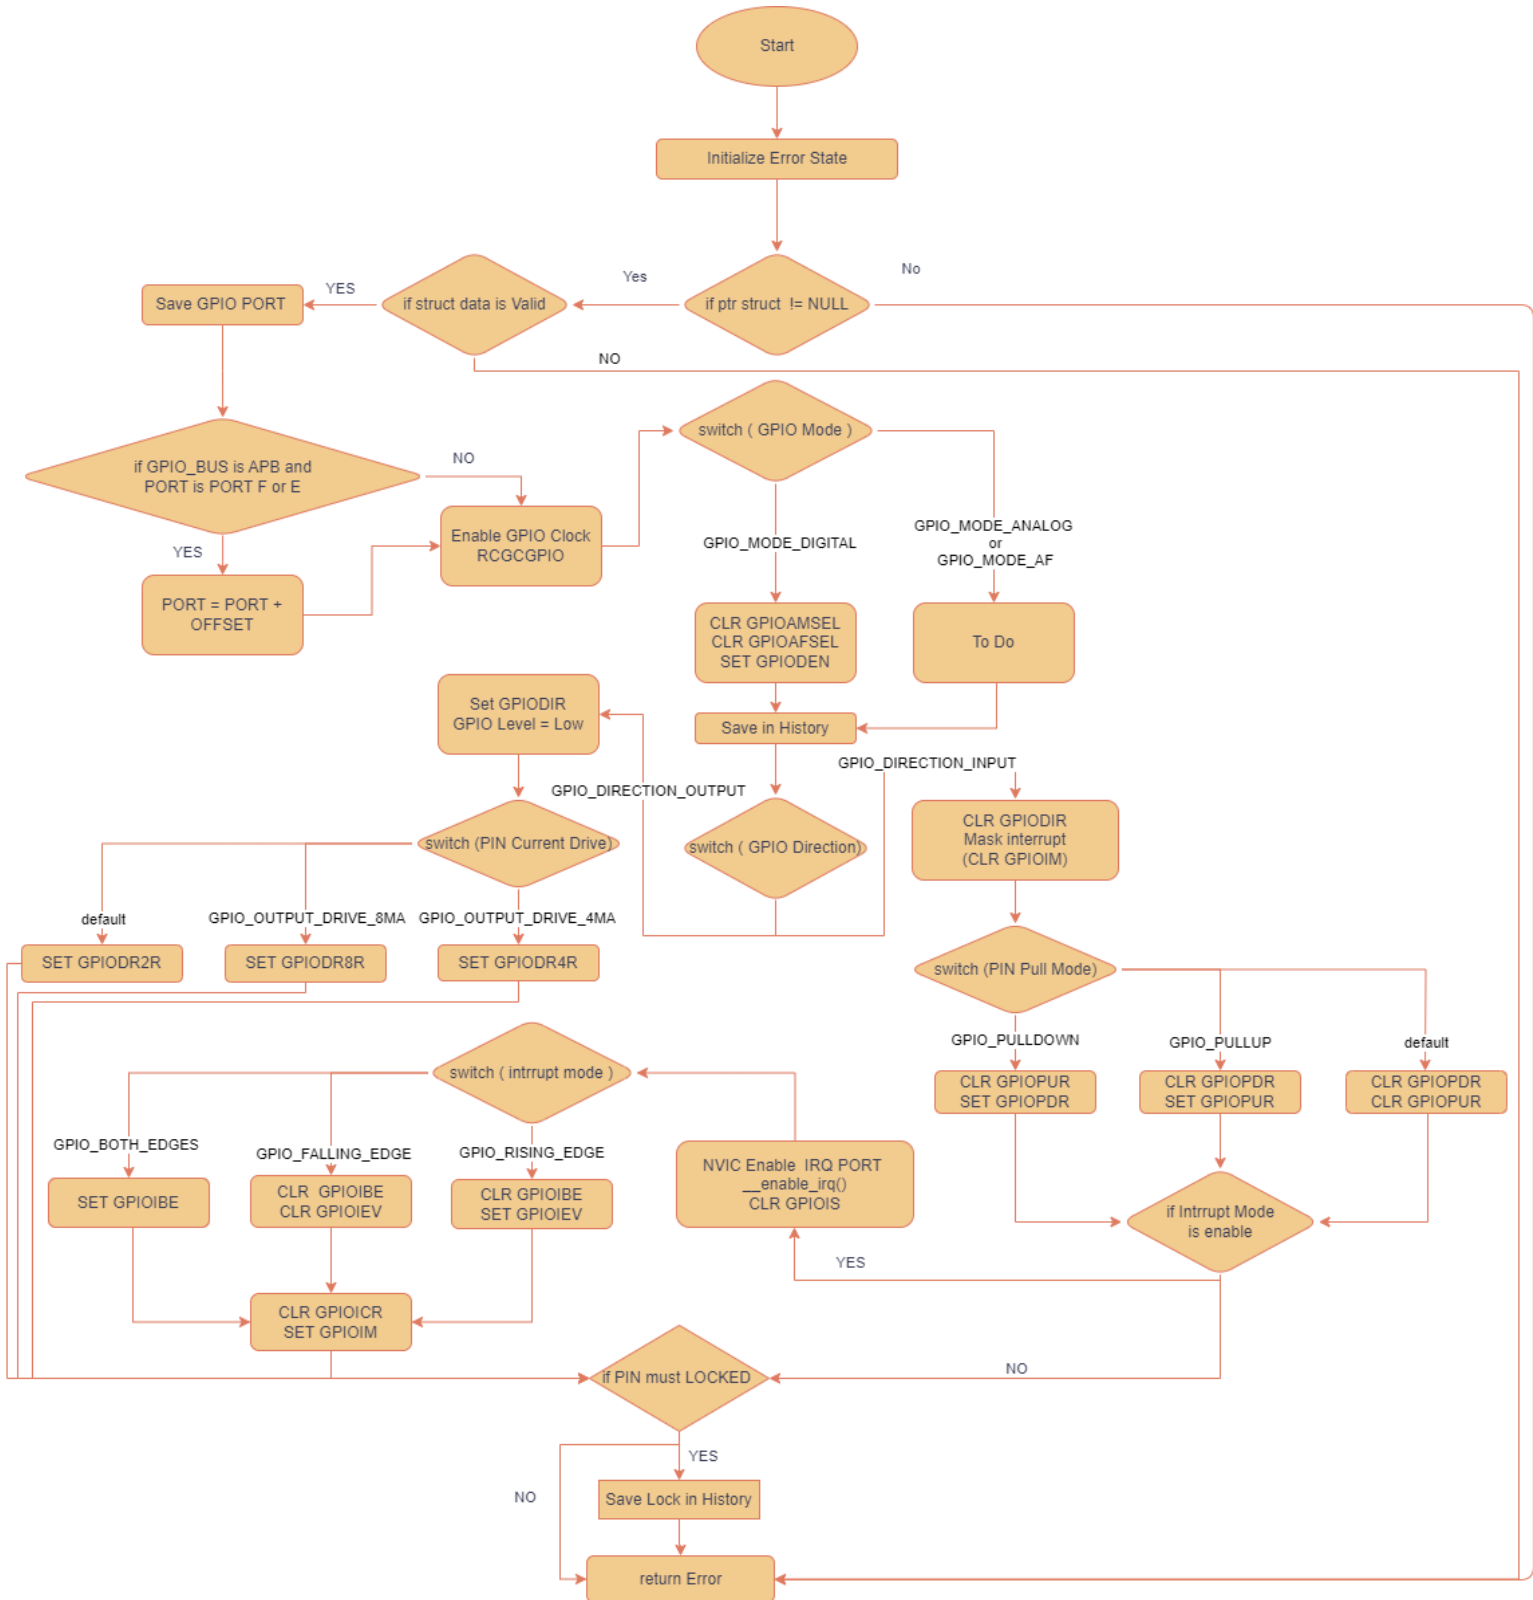 Start
Initialize Error State
if ptr struct  != NULL
No
Yes
if struct data is Valid
YES
NO
Save GPIO PORT
if GPIO_BUS is APB and
PORT is PORT F or E
NO
YES
PORT = PORT +
OFFSET
Enable GPIO Clock
RCGCGPIO
switch ( GPIO Mode )
GPIO_MODE_DIGITAL
GPIO_MODE_ANALOG
or
GPIO_MODE_AF
CLR GPIOAMSEL
CLR GPIOAFSEL
SET GPIODEN
To Do
Save in History
switch ( GPIO Direction)
GPIO_DIRECTION_OUTPUT
GPIO_DIRECTION_INPUT
Set GPIODIR
GPIO Level = Low
switch (PIN Current Drive)
default
GPIO_OUTPUT_DRIVE_8MA
GPIO_OUTPUT_DRIVE_4MA
SET GPIODR2R
SET GPIODR8R
SET GPIODR4R
CLR GPIODIR
Mask interrupt
(CLR GPIOIM)
switch (PIN Pull Mode)
GPIO_PULLDOWN
GPIO_PULLUP
default
CLR GPIOPUR
SET GPIOPDR
CLR GPIOPDR
SET GPIOPUR
CLR GPIOPDR
CLR GPIOPUR
if Intrrupt Mode
is enable
YES
NO
NVIC Enable  IRQ PORT
__enable_irq()
CLR GPIOIS
switch ( intrrupt mode )
GPIO_BOTH_EDGES
GPIO_FALLING_EDGE
GPIO_RISING_EDGE
SET GPIOIBE
CLR  GPIOIBE
CLR GPIOIEV
CLR GPIOIBE
SET GPIOIEV
CLR GPIOICR
SET GPIOIM
if PIN must LOCKED
YES
NO
Save Lock in History
return Error